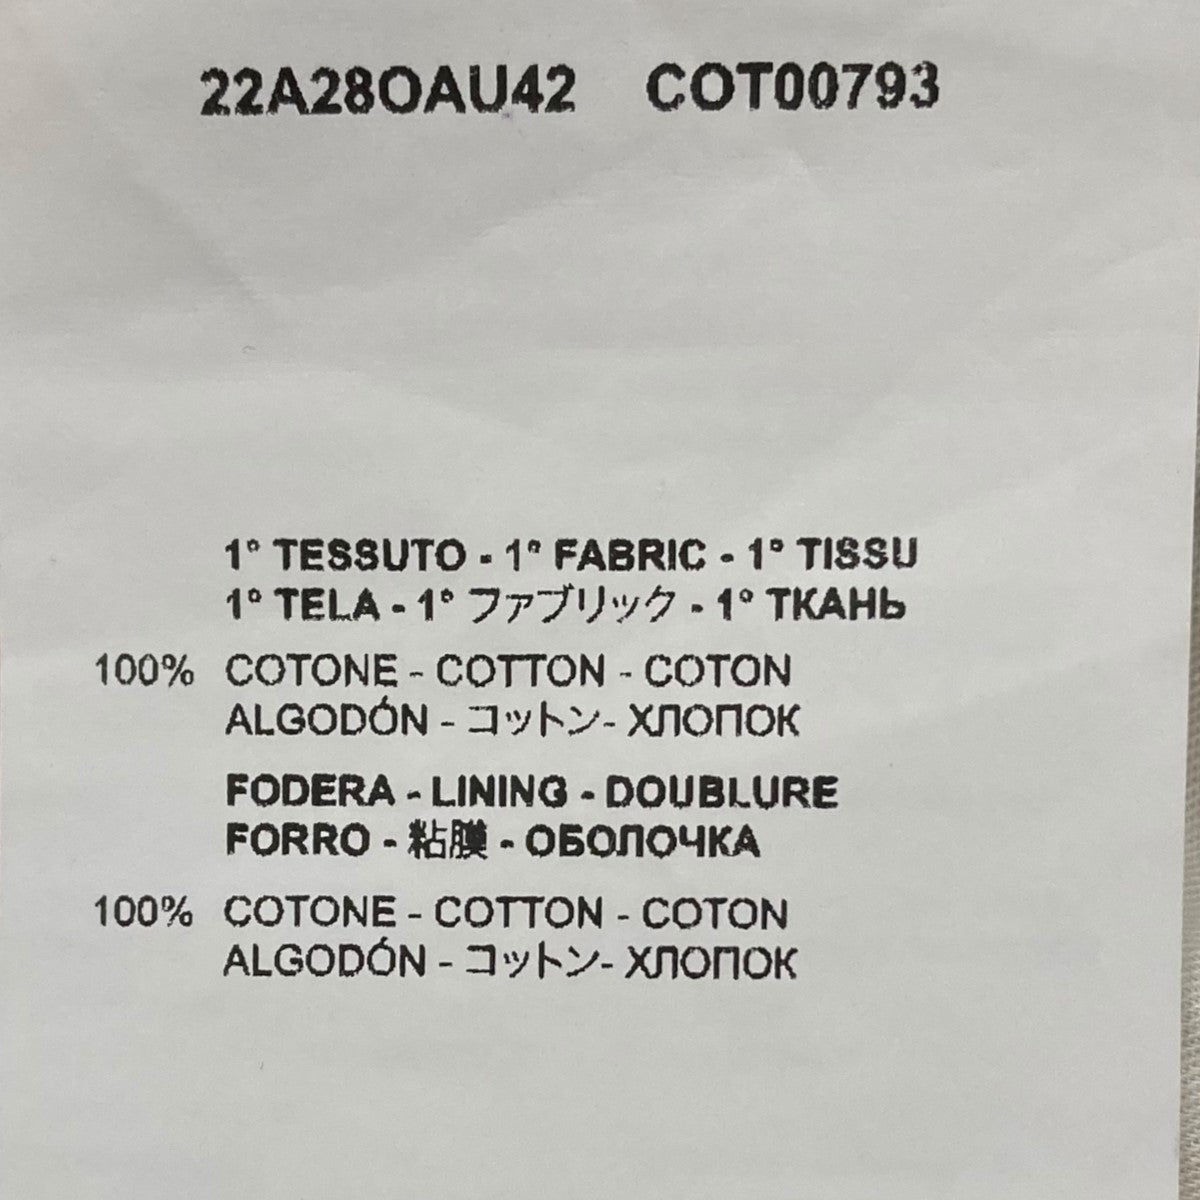 22A28OAU42 COT00793
1° TESSUTO - 1° FABRIC - 1° TISSU
1° TELA - 1° ファブリック - 1° ТКАНЬ
100% COTONE - COTTON - COTON
ALGODÓN - コットン- ХЛОПОК
FODERA - LINING - DOUBLURE
FORRO - 粘膜 - ОБОЛОЧКА
100% COTONE - COTTON - COTON
ALGODÓN - コットン- ХЛОПОК